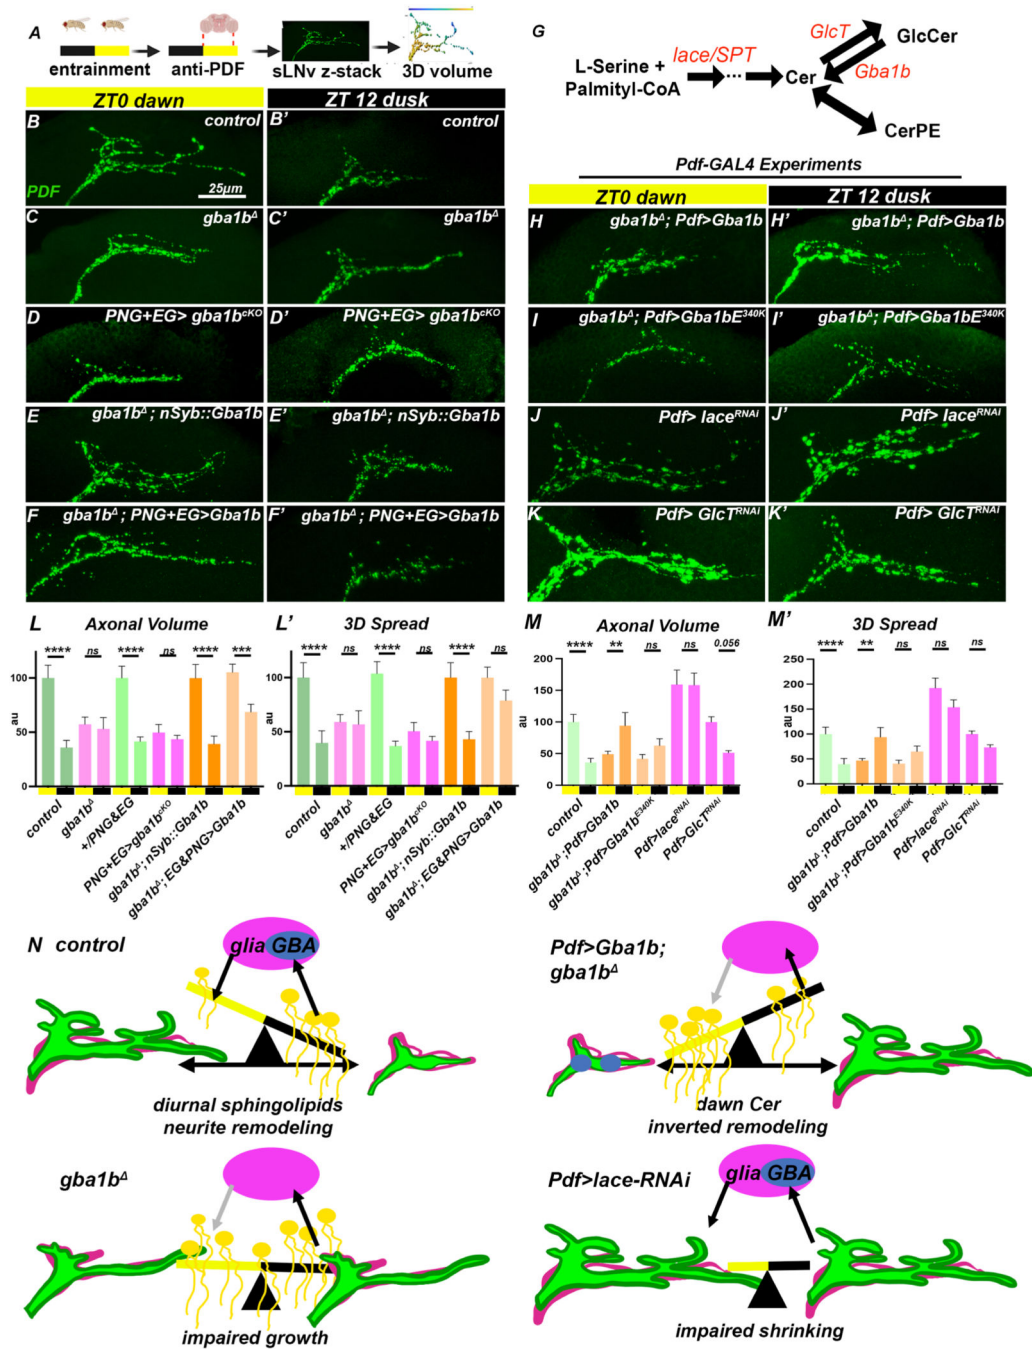 A
entrainment
anti-PDF
sLNv z-stack
3D volume
ZT0 dawn
ZT 12 dusk
B
control
PDF
25µm
B'
control
C
gba1bΔ
C'
gba1bΔ
D
PNG+EG> gba1bcKO
D'
PNG+EG> gba1bcKO
E
gba1bΔ; nSyb::Gba1b
E'
gba1bΔ; nSyb::Gba1b
F
gba1bΔ; PNG+EG>Gba1b
F'
gba1bΔ; PNG+EG>Gba1b
G
L-Serine +
Palmityl-CoA
lace/SPT
...
Cer
GlcT
GlcCer
Gba1b
CerPE
Pdf-GAL4 Experiments
ZT0 dawn
ZT 12 dusk
H
gba1bΔ; Pdf>Gba1b
H'
gba1bΔ; Pdf>Gba1b
I
gba1bΔ; Pdf>Gba1bE340K
I'
gba1bΔ; Pdf>Gba1bE340K
J
Pdf> laceRNAi
J'
Pdf> laceRNAi
K
Pdf> GlcTRNAi
K'
Pdf> GlcTRNAi
L
Axonal Volume
**** ns **** ns **** ***
100
50
0
au
control
gba1bΔ
+/PNG&EG
PNG+EG>gba1bcKO
gba1bΔ; nSyb::Gba1b
gba1bΔ; EG&PNG>Gba1b
L'
3D Spread
**** ns **** ns **** ns
100
50
0
au
control
gba1bΔ
+/PNG&EG
PNG+EG>gba1bcKO
gba1bΔ; nSyb::Gba1b
gba1bΔ; EG&PNG>Gba1b
M
Axonal Volume
**** ** ns ns 0.056
200
150
100
50
0
au
control
gba1bΔ;Pdf>Gba1b
gba1bΔ;Pdf>Gba1bE340K
Pdf>laceRNAi
Pdf>GlcTRNAi
M'
3D Spread
**** ** ns ns ns
250
200
150
100
50
0
au
control
gba1bΔ;Pdf>Gba1b
gba1bΔ;Pdf>Gba1bE340K
Pdf>laceRNAi
Pdf>GlcTRNAi
N control
glia GBA
diurnal sphingolipids
neurite remodeling
Pdf>Gba1b;
gba1bΔ
dawn Cer
inverted remodeling
gba1bΔ
impaired growth
Pdf>lace-RNAi
glia GBA
impaired shrinking